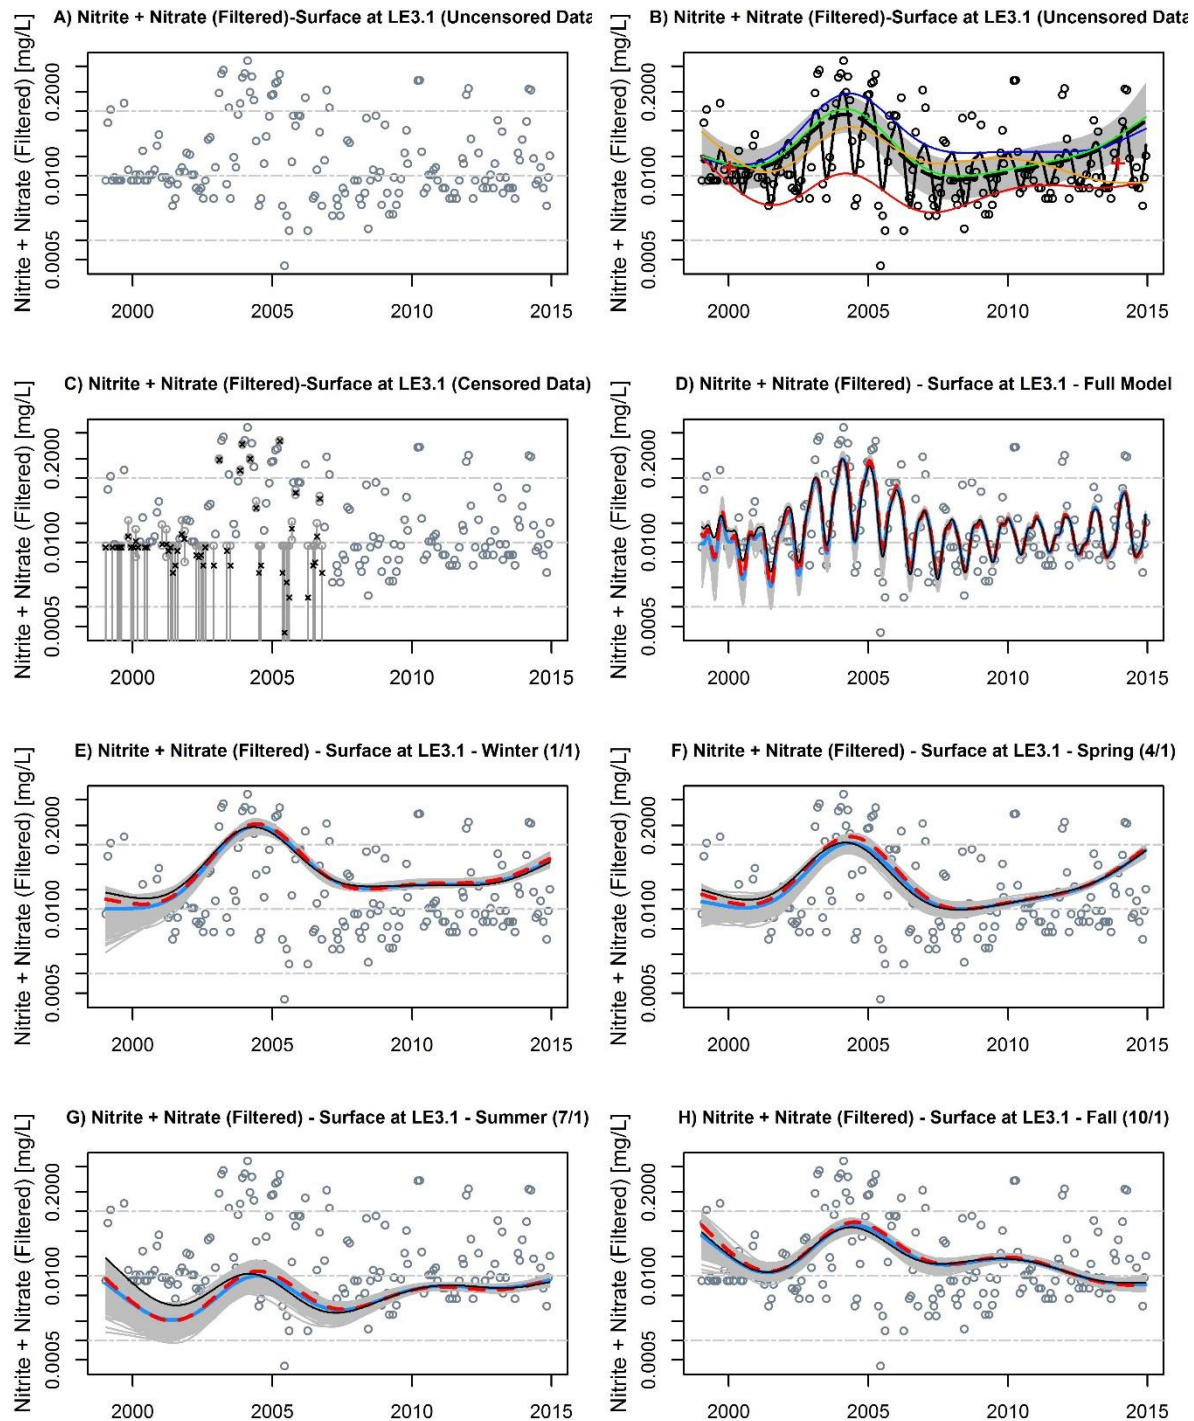 A) Nitrite + Nitrate (Filtered)-Surface at LE3.1 (Uncensored Data
Nitrite + Nitrate (Filtered) [mg/L]
0.2000
0.0100
0.0005
2000 2005 2010 2015
B) Nitrite + Nitrate (Filtered)-Surface at LE3.1 (Uncensored Data
Nitrite + Nitrate (Filtered) [mg/L]
0.2000
0.0100
0.0005
2000 2005 2010 2015
C) Nitrite + Nitrate (Filtered)-Surface at LE3.1 (Censored Data)
Nitrite + Nitrate (Filtered) [mg/L]
0.2000
0.0100
0.0005
2000 2005 2010 2015
D) Nitrite + Nitrate (Filtered) - Surface at LE3.1 - Full Model
Nitrite + Nitrate (Filtered) [mg/L]
0.2000
0.0100
0.0005
2000 2005 2010 2015
E) Nitrite + Nitrate (Filtered) - Surface at LE3.1 - Winter (1/1)
Nitrite + Nitrate (Filtered) [mg/L]
0.2000
0.0100
0.0005
2000 2005 2010 2015
F) Nitrite + Nitrate (Filtered) - Surface at LE3.1 - Spring (4/1)
Nitrite + Nitrate (Filtered) [mg/L]
0.2000
0.0100
0.0005
2000 2005 2010 2015
G) Nitrite + Nitrate (Filtered) - Surface at LE3.1 - Summer (7/1)
Nitrite + Nitrate (Filtered) [mg/L]
0.2000
0.0100
0.0005
2000 2005 2010 2015
H) Nitrite + Nitrate (Filtered) - Surface at LE3.1 - Fall (10/1)
Nitrite + Nitrate (Filtered) [mg/L]
0.2000
0.0100
0.0005
2000 2005 2010 2015